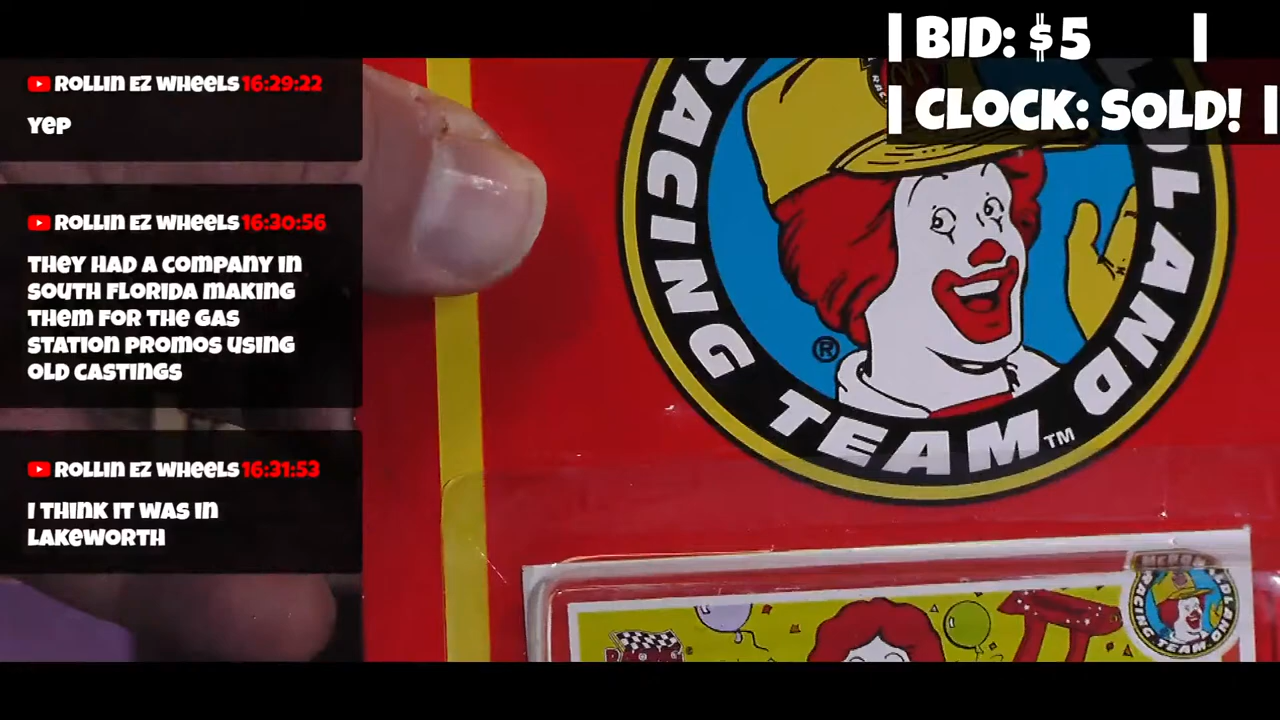 | BID: $5 |
| CLOCK: SOLD! |
ROLLIN EZ WHEELS 16:29:22
YEP
ROLLIN EZ WHEELS 16:30:56
THEY HAD A COMPANY IN
SOUTH FLORIDA MAKING
THEM FOR THE GAS
STATION PROMOS USING
OLD CASTINGS
ROLLIN EZ WHEELS 16:31:53
I THINK IT WAS IN
LAKEWORTH
RACING TEAM™
®
RACING TEAM